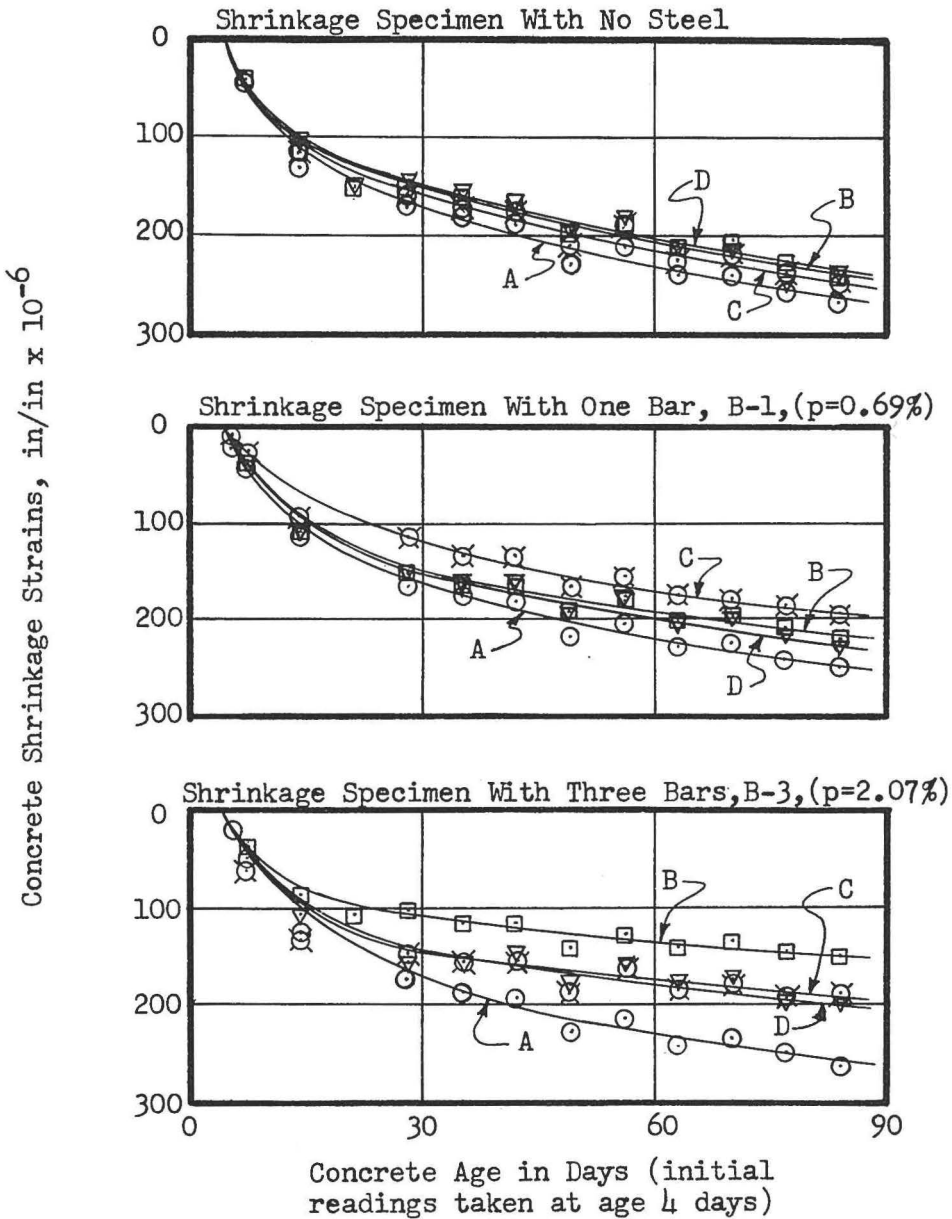 Shrinkage Specimen With No Steel
0
100
200
300
A
D
B
C
Concrete Shrinkage Strains, in/in x 10-6
Shrinkage Specimen With One Bar, B-1,(p=0.69%)
0
100
200
300
A
C
B
D
Shrinkage Specimen With Three Bars,B-3,(p=2.07%)
0
100
200
300
B
C
A
D
0
30
60
90
Concrete Age in Days (initial
readings taken at age 4 days)